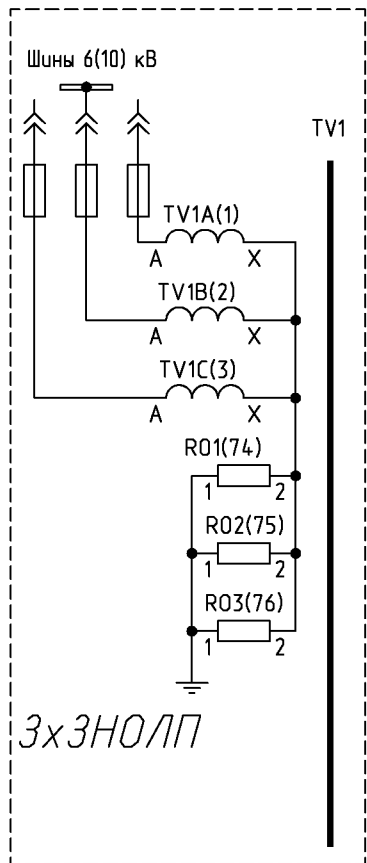 Шины 6(10) кВ
TV1
TV1A(1)
A X
TV1B(2)
A X
TV1C(3)
A X
R01(74)
1 2
R02(75)
1 2
R03(76)
1 2
3х3НОЛП